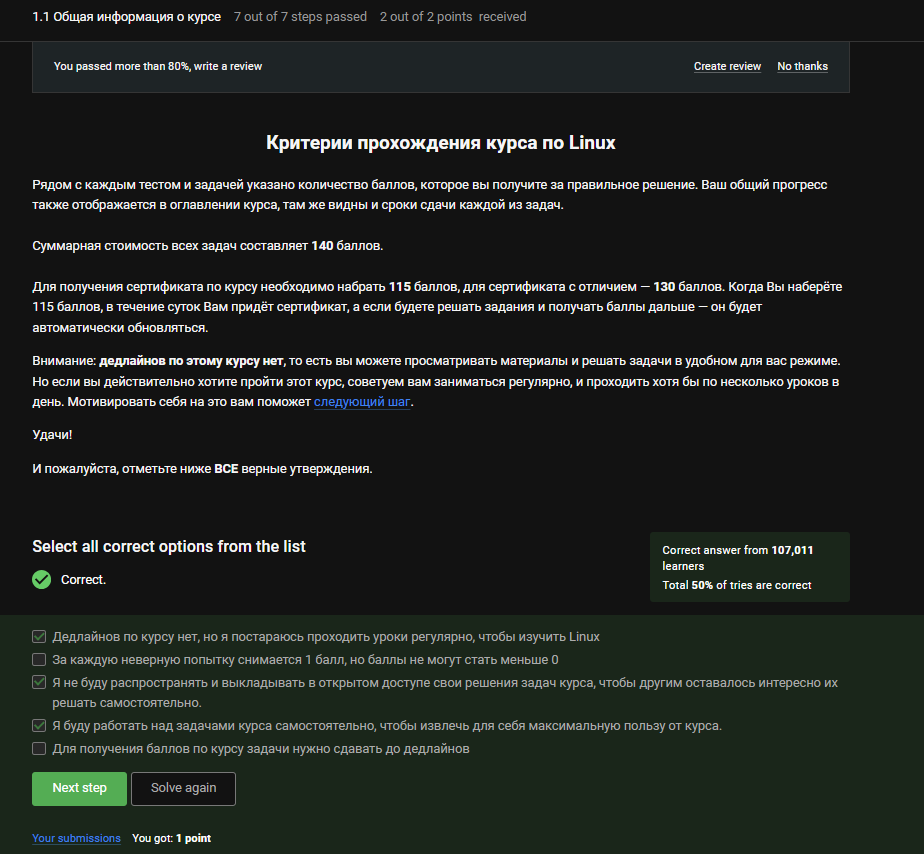 1.1 Общая информация о курсе 7 out of 7 steps passed 2 out of 2 points received
You passed more than 80%, write a review Create review No thanks
Критерии прохождения курса по Linux
Рядом с каждым тестом и задачей указано количество баллов, которое вы получите за правильное решение. Ваш общий прогресс
также отображается в оглавлении курса, там же видны и сроки сдачи каждой из задач.
Суммарная стоимость всех задач составляет 140 баллов.
Для получения сертификата по курсу необходимо набрать 115 баллов, для сертификата с отличием — 130 баллов. Когда Вы наберёте
115 баллов, в течение суток Вам придёт сертификат, а если будете решать задания и получать баллы дальше — он будет
автоматически обновляться.
Внимание: дедлайнов по этому курсу нет, то есть вы можете просматривать материалы и решать задачи в удобном для вас режиме.
Но если вы действительно хотите пройти этот курс, советуем вам заниматься регулярно, и проходить хотя бы по несколько уроков в
день. Мотивировать себя на это вам поможет следующий шаг.
Удачи!
И пожалуйста, отметьте ниже ВСЕ верные утверждения.
Select all correct options from the list
Correct.
Correct answer from 107,011
learners
Total 50% of tries are correct
Дедлайнов по курсу нет, но я постараюсь проходить уроки регулярно, чтобы изучить Linux
За каждую неверную попытку снимается 1 балл, но баллы не могут стать меньше 0
Я не буду распространять и выкладывать в открытом доступе свои решения задач курса, чтобы другим оставалось интересно их
решать самостоятельно.
Я буду работать над задачами курса самостоятельно, чтобы извлечь для себя максимальную пользу от курса.
Для получения баллов по курсу задачи нужно сдавать до дедлайнов
Next step Solve again
Your submissions You got: 1 point